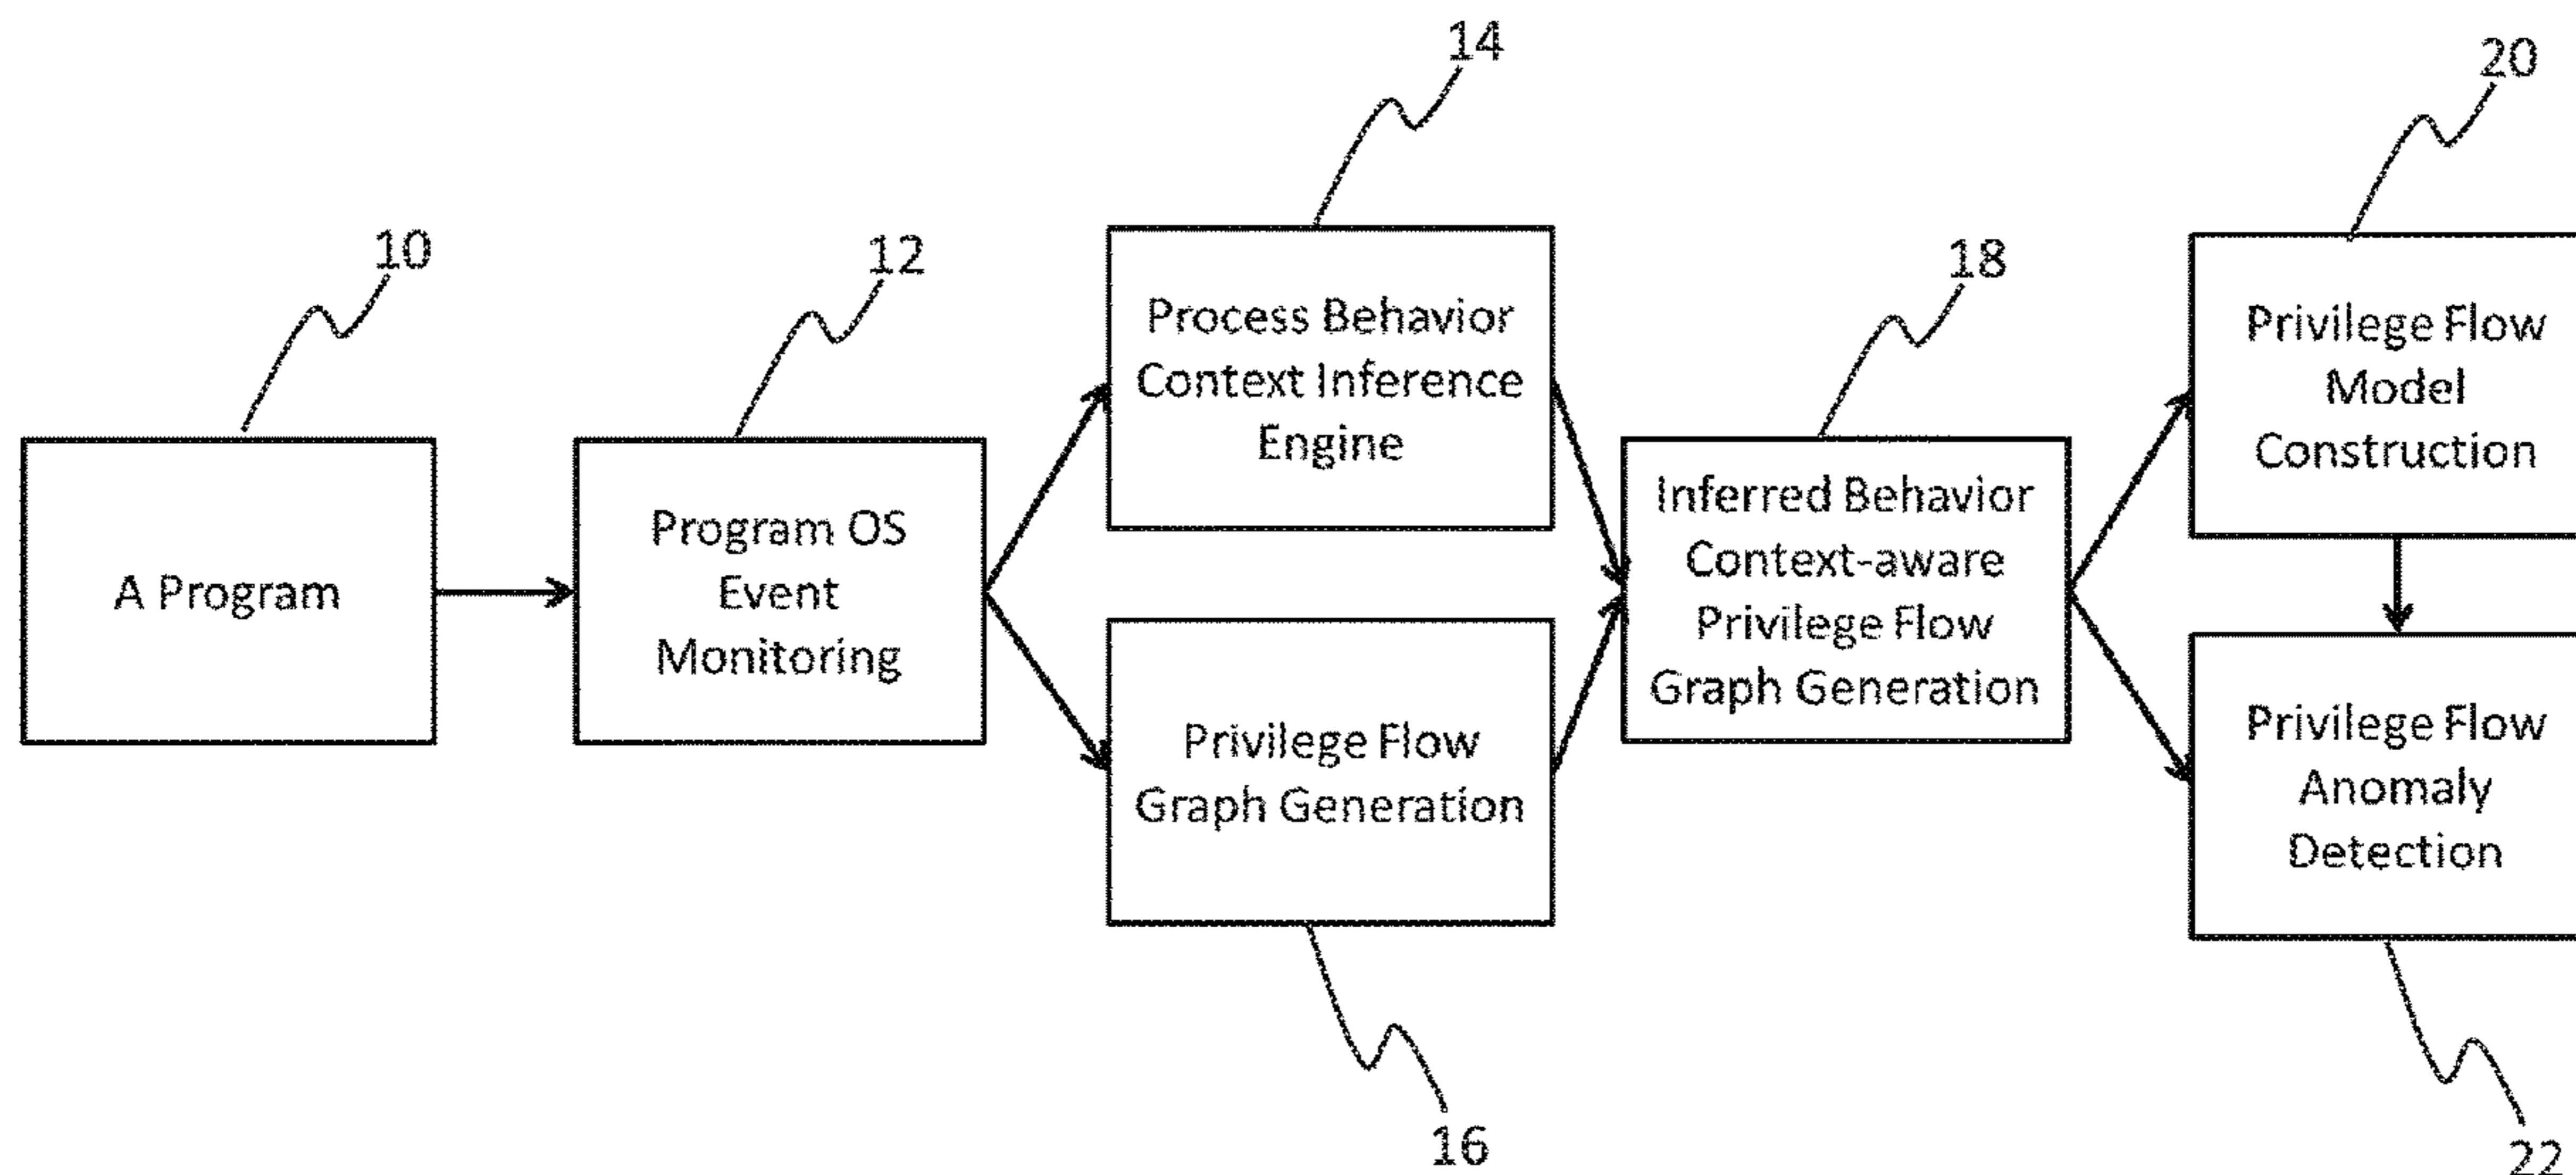 14
20
10
12
18
Process Behavior
Context Inference
Engine
Privilege Flow
Model
Construction
A Program
Program OS
Event
Monitoring
Inferred Behavior
Context-aware
Privilege Flow
Graph Generation
Privilege Flow
Graph Generation
Privilege Flow
Anomaly
Detection
16
22